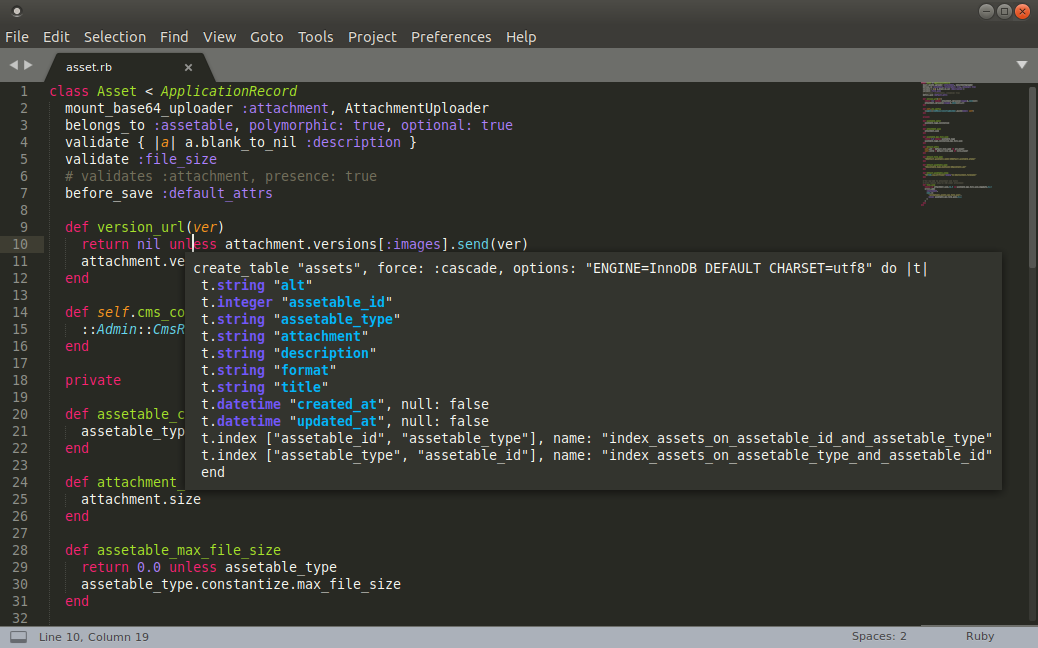 File Edit Selection Find View Goto Tools Project Preferences Help
asset.rb
1 class Asset < ApplicationRecord
2 mount_base64_uploader :attachment, AttachmentUploader
3 belongs_to :assetable, polymorphic: true, optional: true
4 validate { |a| a.blank_to_nil :description }
5 validate :file_size
6 # validates :attachment, presence: true
7 before_save :default_attrs
8
9 def version_url(ver)
10 return nil unless attachment.versions[:images].send(ver)
11 attachment.ve
12 end
13
14 def self.cms_co
15 ::Admin::CmsR
16 end
17
18 private
19
20 def assetable_c
21 assetable_typ
22 end
23
24 def attachment_
25 attachment.size
26 end
27
28 def assetable_max_file_size
29 return 0.0 unless assetable_type
30 assetable_type.constantize.max_file_size
31 end
32
create_table "assets", force: :cascade, options: "ENGINE=InnoDB DEFAULT CHARSET=utf8" do |t|
t.string "alt"
t.integer "assetable_id"
t.string "assetable_type"
t.string "attachment"
t.string "description"
t.string "format"
t.string "title"
t.datetime "created_at", null: false
t.datetime "updated_at", null: false
t.index ["assetable_id", "assetable_type"], name: "index_assets_on_assetable_id_and_assetable_type"
t.index ["assetable_type", "assetable_id"], name: "index_assets_on_assetable_type_and_assetable_id"
end
Line 10, Column 19 Spaces: 2 Ruby